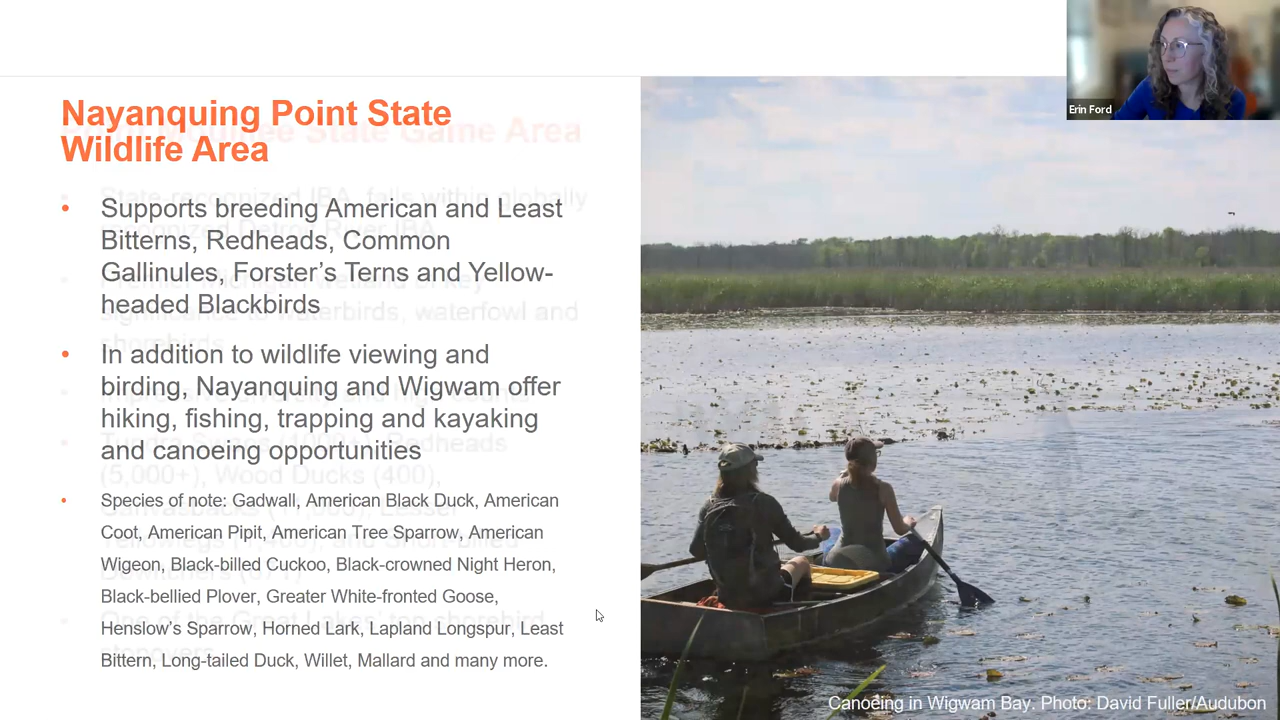 Erin Ford
Nayanquing Point State
Wildlife Area
• Supports breeding American and Least
Bitterns, Redheads, Common
Gallinules, Forster's Terns and Yellow-
headed Blackbirds
• In addition to wildlife viewing and
birding, Nayanquing and Wigwam offer
hiking, fishing, trapping and kayaking
and canoeing opportunities
• Species of note: Gadwall, American Black Duck, American
Coot, American Pipit, American Tree Sparrow, American
Wigeon, Black-billed Cuckoo, Black-crowned Night Heron,
Black-bellied Plover, Greater White-fronted Goose,
Henslow's Sparrow, Horned Lark, Lapland Longspur, Least
Bittern, Long-tailed Duck, Willet, Mallard and many more.
Canoeing in Wigwam Bay. Photo: David Fuller/Audubon